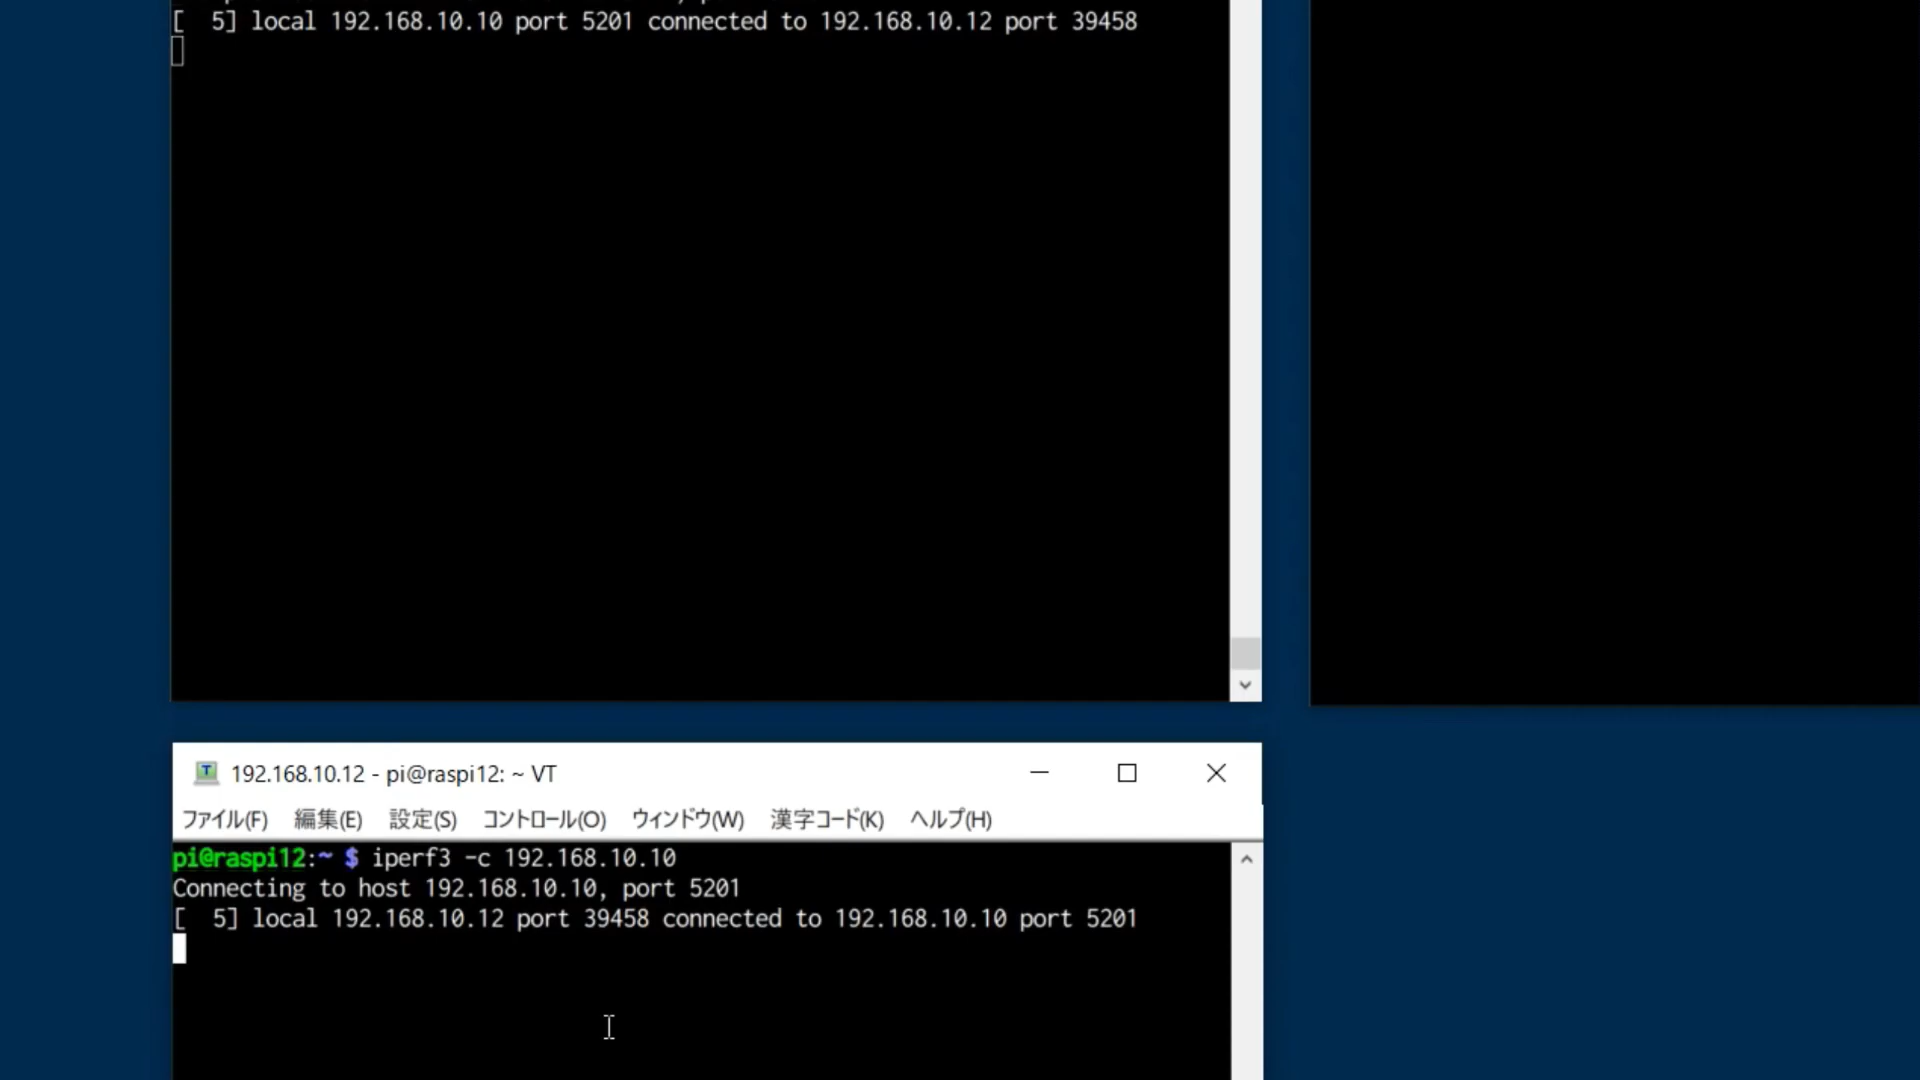 [  5] local 192.168.10.10 port 5201 connected to 192.168.10.12 port 39458
192.168.10.12 - pi@raspi12: ~ VT
ファイル(F) 編集(E) 設定(S) コントロール(O) ウィンドウ(W) 漢字コード(K) ヘルプ(H)
pi@raspi12:~ $ iperf3 -c 192.168.10.10
Connecting to host 192.168.10.10, port 5201
[  5] local 192.168.10.12 port 39458 connected to 192.168.10.10 port 5201